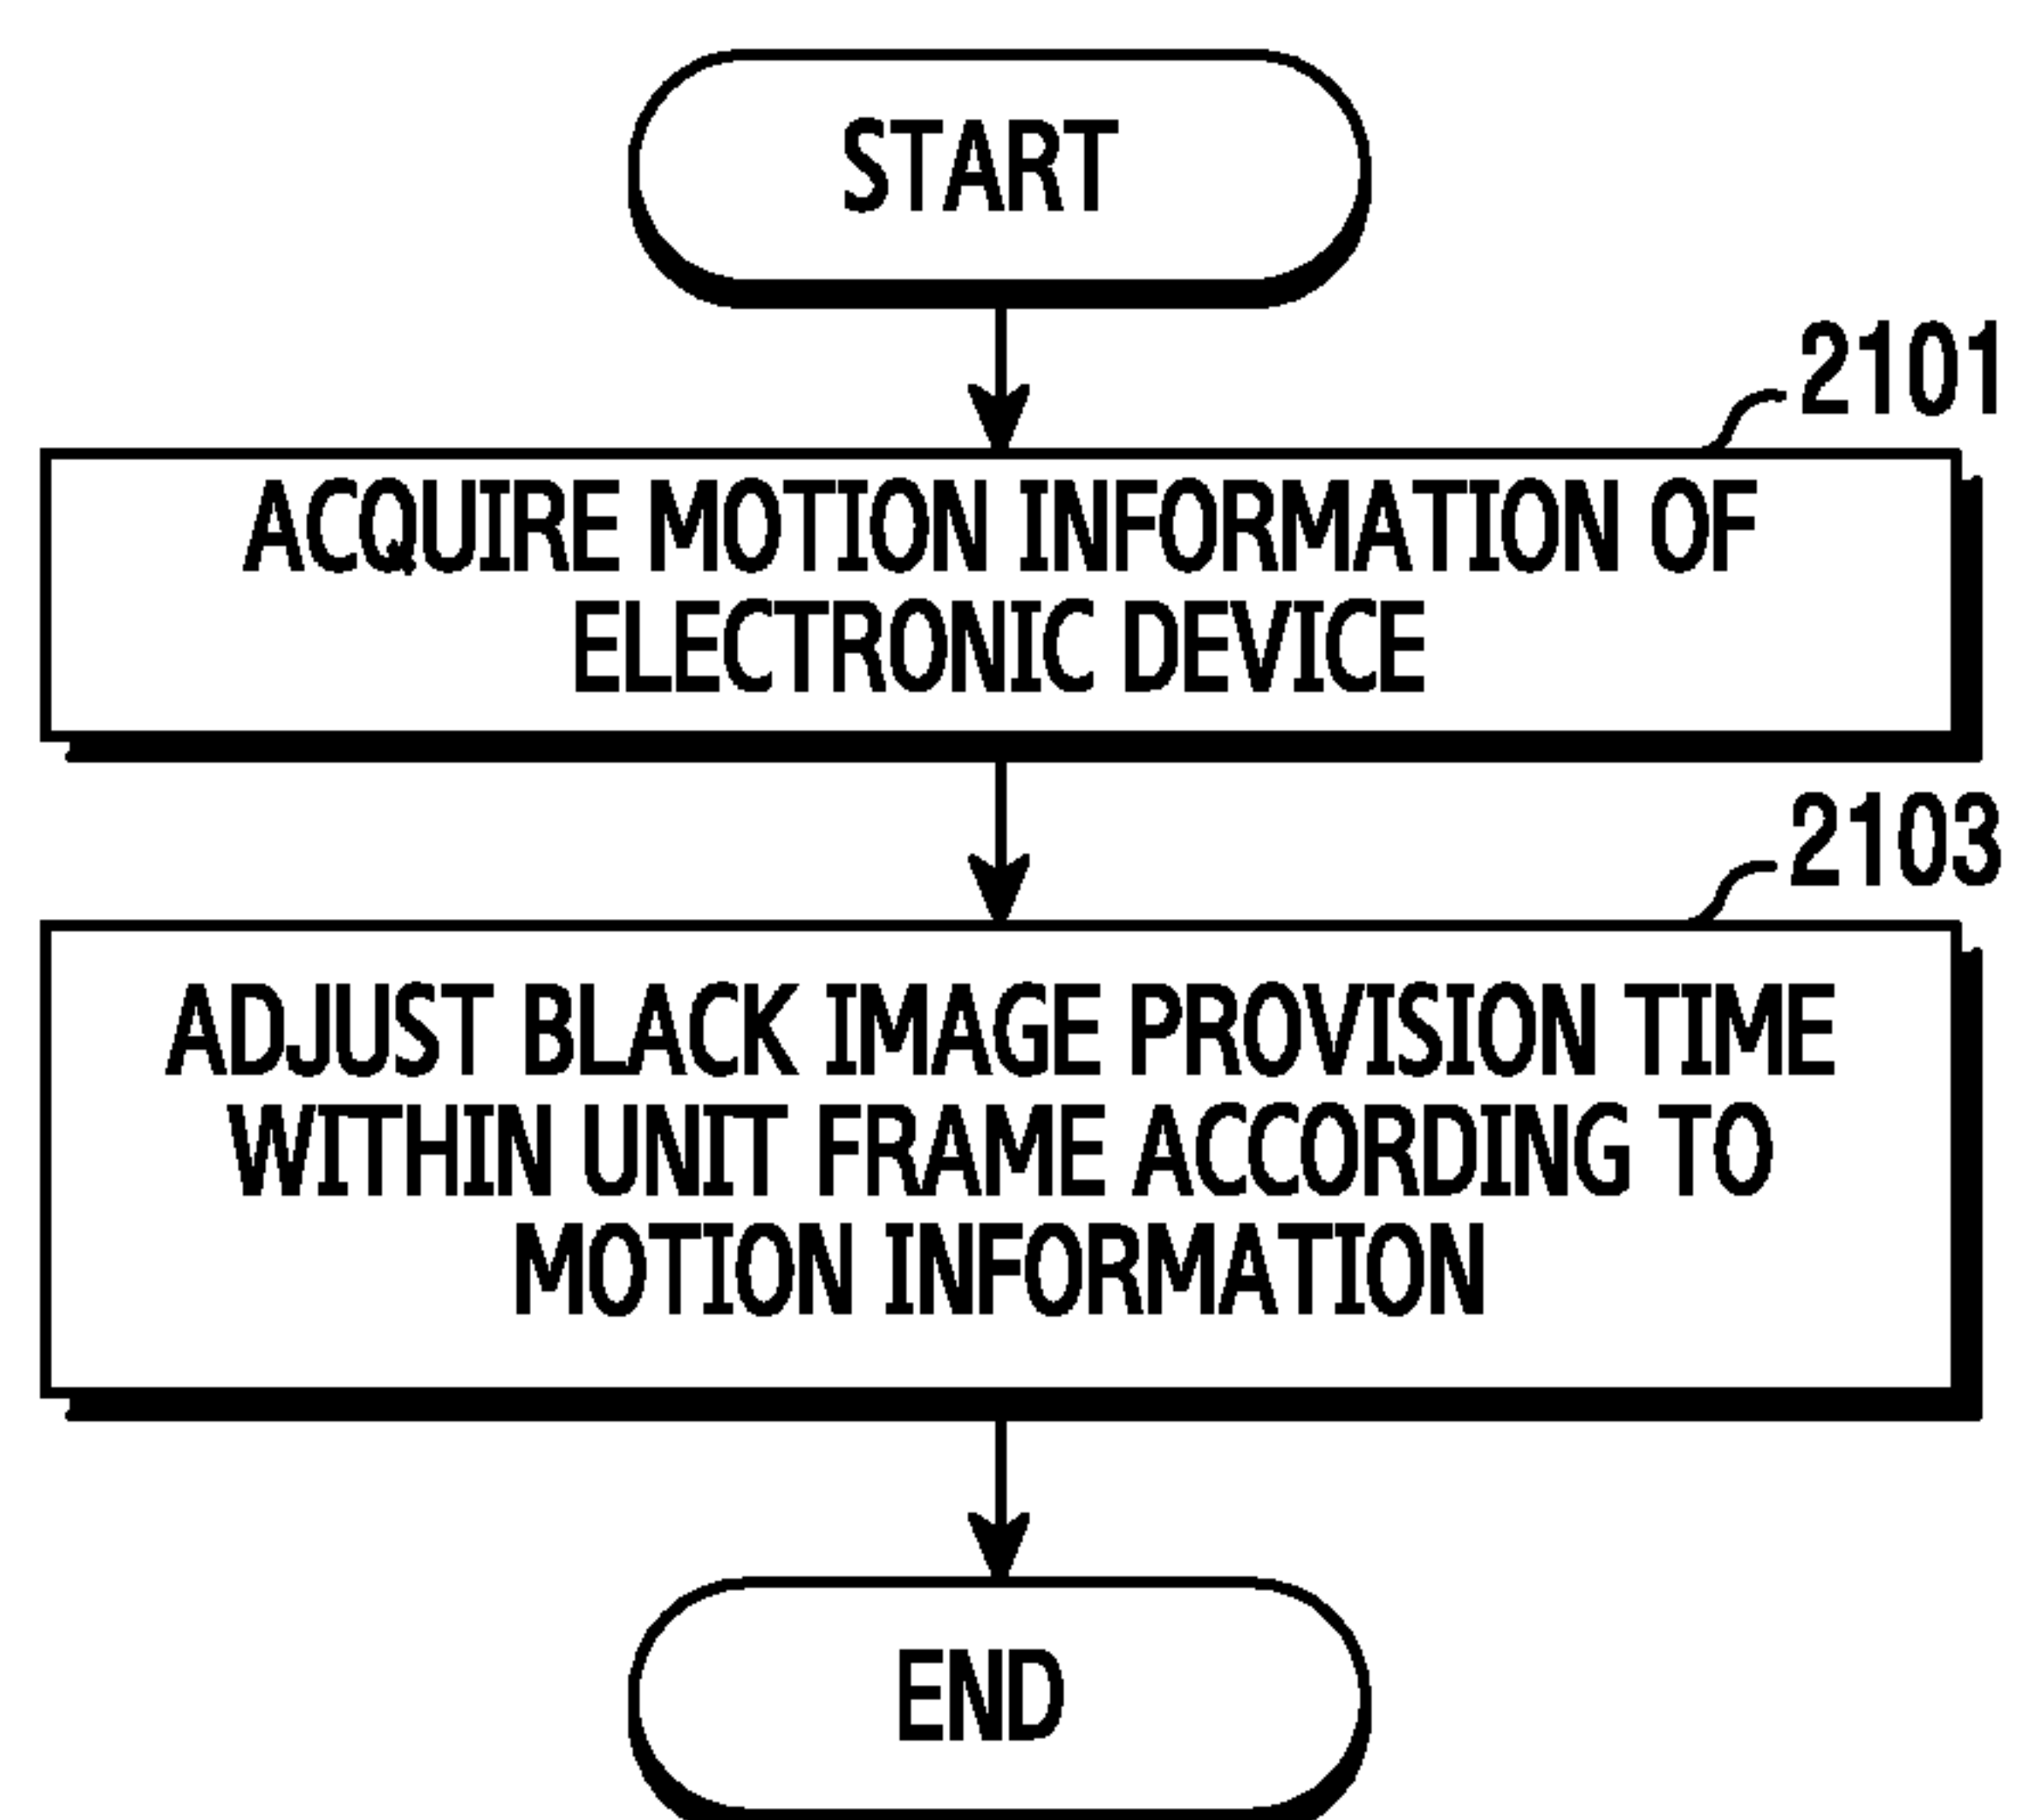 START
2101
ACQUIRE MOTION INFORMATION OF
ELECTRONIC DEVICE
2103
ADJUST BLACK IMAGE PROVISION TIME
WITHIN UNIT FRAME ACCORDING TO
MOTION INFORMATION
END